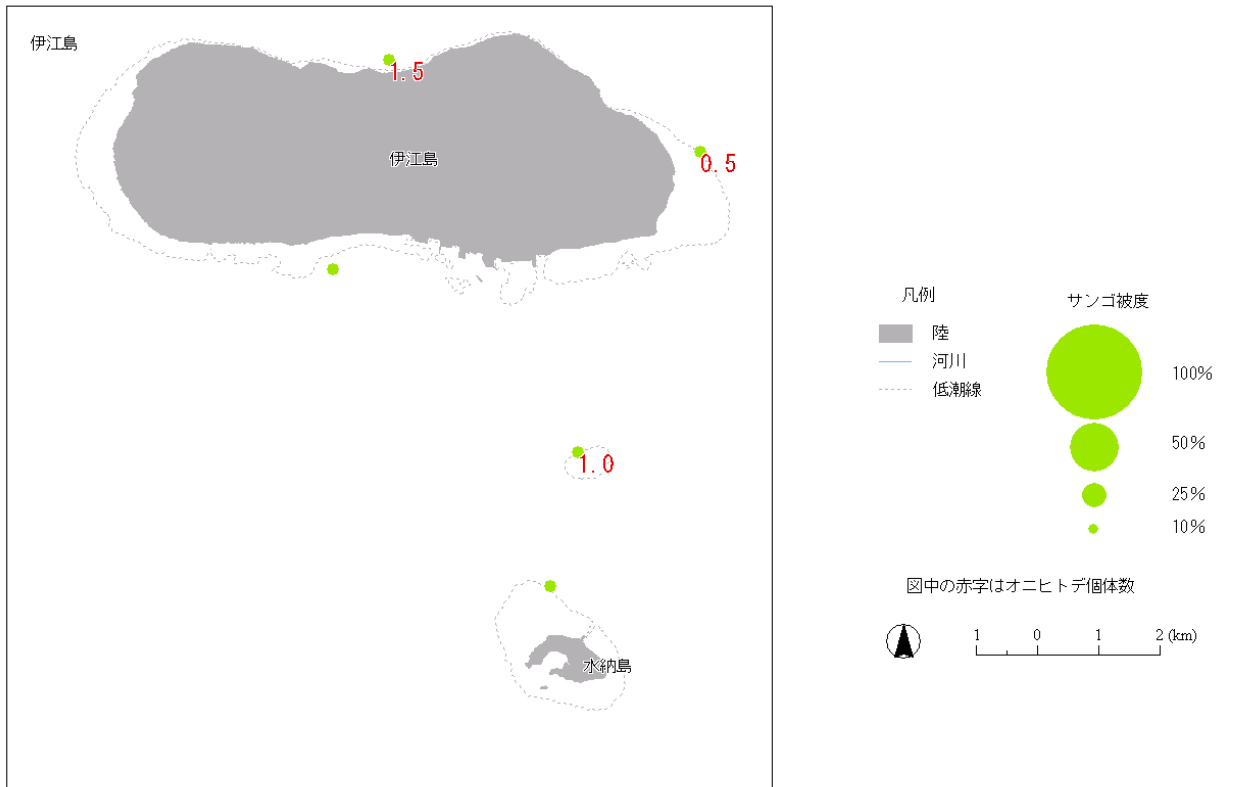 伊江島
1.5
伊江島
0.5
1.0
水納島
凡例
陸
河川
低潮線
サンゴ被度
100%
50%
25%
10%
図中の赤字はオニヒトデ個体数
1 0 1 2 (km)